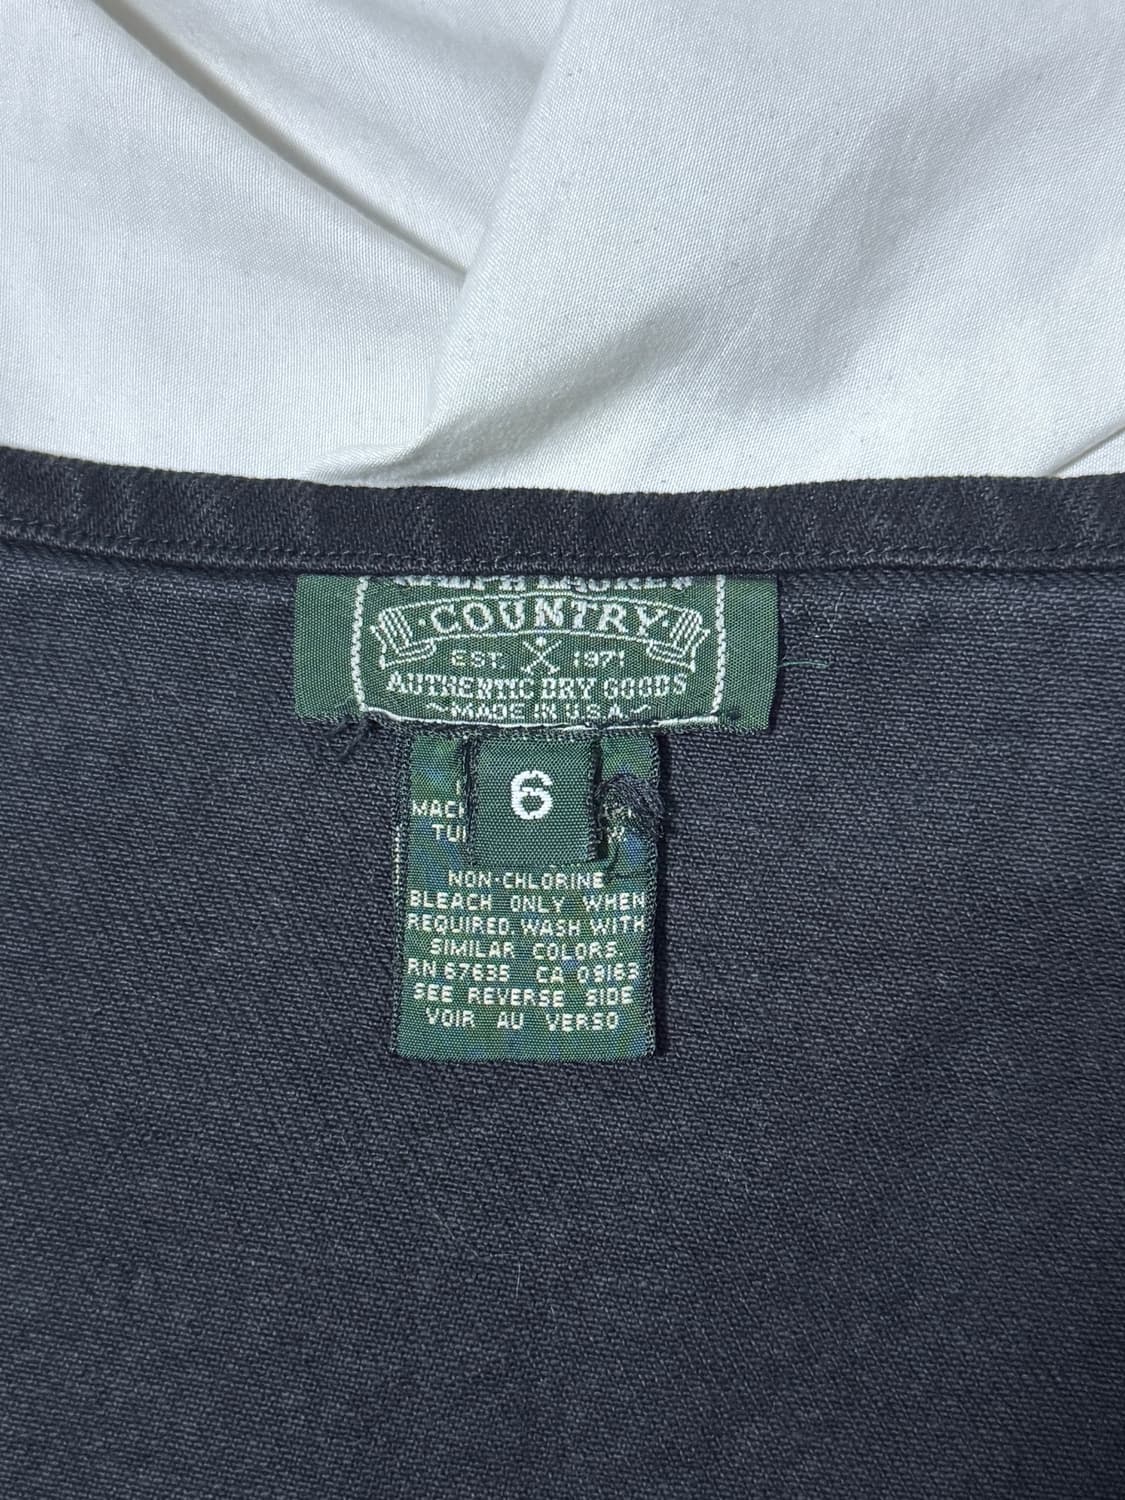 COUNTRY
EST. 1971
AUTHENTIC DRY GOODS
~MADE IN U.S.A~
6
NON-CHLORINE
BLEACH ONLY WHEN
REQUIRED WASH WITH
SIMILAR COLORS.
RN 67635 CA 09163
SEE REVERSE SIDE
VOIR AU VERSO